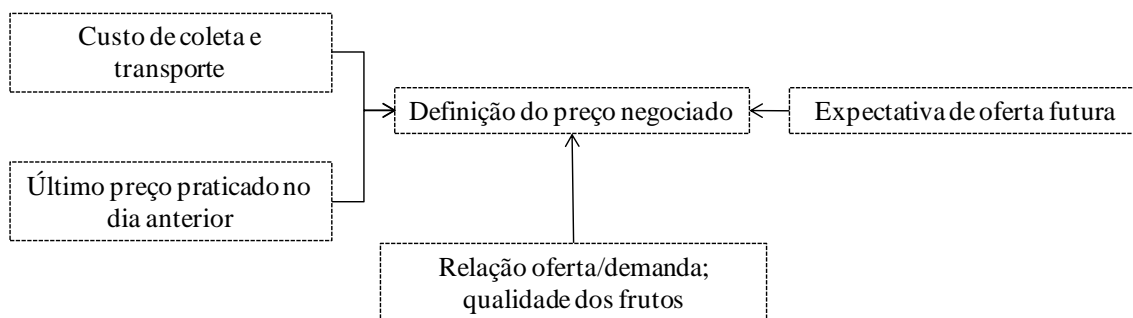 Custo de coleta e
transporte
Definição do preço negociado
Expectativa de oferta futura
Último preço praticado no
dia anterior
Relação oferta/demanda;
qualidade dos frutos